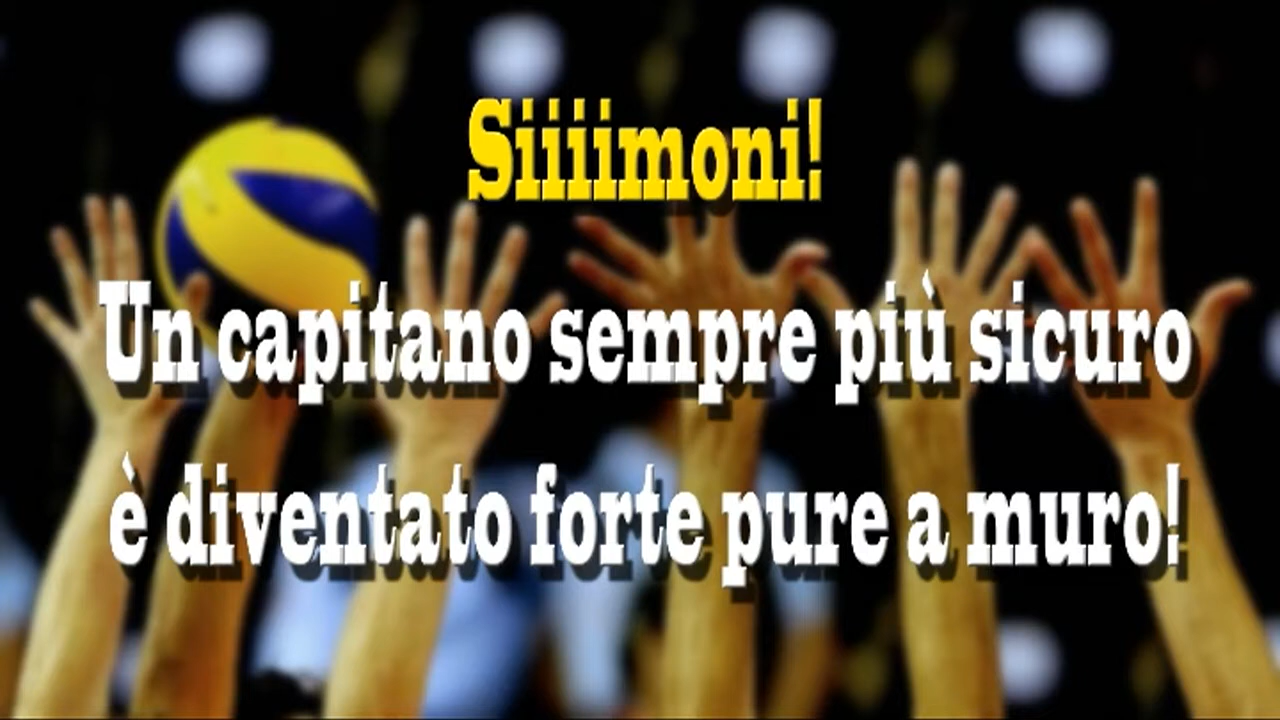 Siiiimoni!
Un capitano sempre più sicuro
è diventato forte pure a muro!